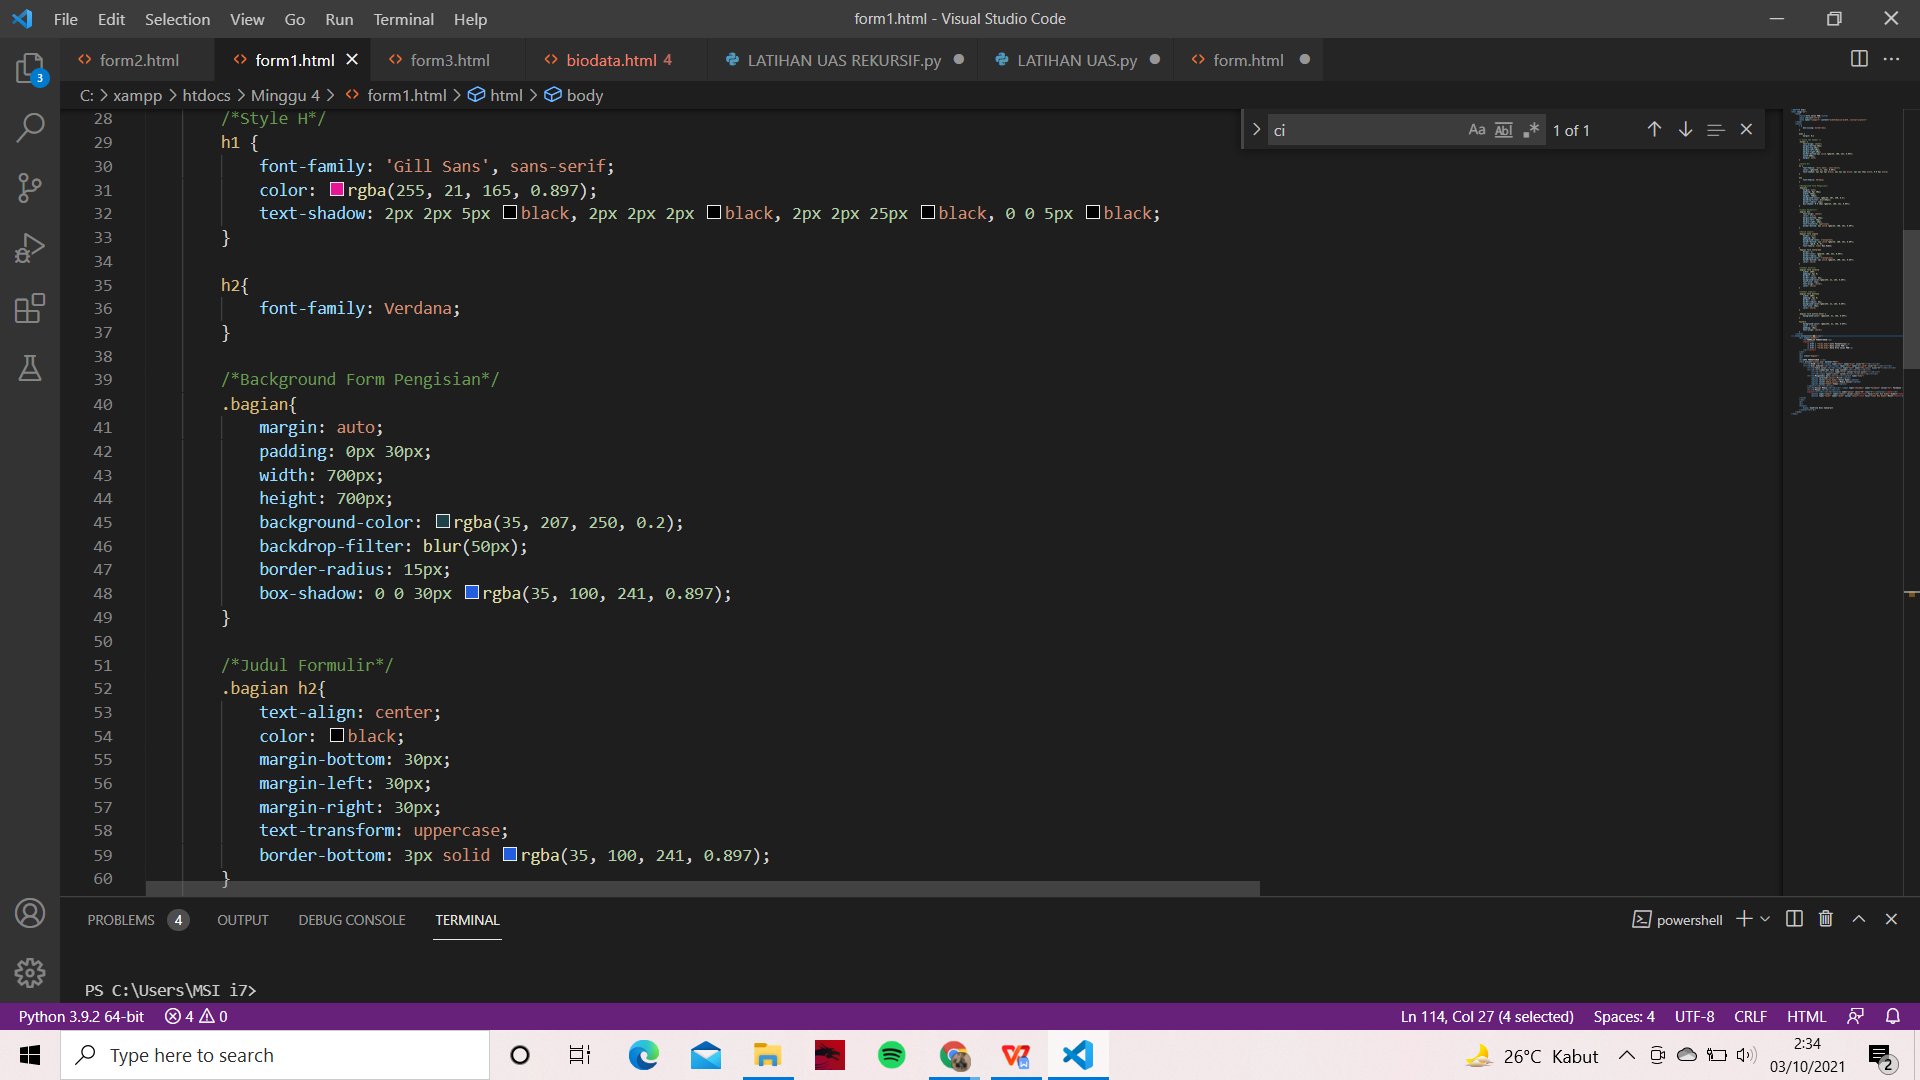 File Edit Selection View Go Run Terminal Help form1.html - Visual Studio Code
form2.html form1.html form3.html biodata.html 4 LATIHAN UAS REKURSIF.py LATIHAN UAS.py form.html
3
C: > xampp > htdocs > Minggu 4 > form1.html > html > body
ci Aa Abl .* 1 of 1
28 /*Style H*/
29 h1 {
30 font-family: 'Gill Sans', sans-serif;
31 color: rgba(255, 21, 165, 0.897);
32 text-shadow: 2px 2px 5px black, 2px 2px 2px black, 2px 2px 25px black, 0 0 5px black;
33 }
34
35 h2{
36 font-family: Verdana;
37 }
38
39 /*Background Form Pengisian*/
40 .bagian{
41 margin: auto;
42 padding: 0px 30px;
43 width: 700px;
44 height: 700px;
45 background-color: rgba(35, 207, 250, 0.2);
46 backdrop-filter: blur(50px);
47 border-radius: 15px;
48 box-shadow: 0 0 30px rgba(35, 100, 241, 0.897);
49 }
50
51 /*Judul Formulir*/
52 .bagian h2{
53 text-align: center;
54 color: black;
55 margin-bottom: 30px;
56 margin-left: 30px;
57 margin-right: 30px;
58 text-transform: uppercase;
59 border-bottom: 3px solid rgba(35, 100, 241, 0.897);
60 }
PROBLEMS 4 OUTPUT DEBUG CONSOLE TERMINAL powershell
PS C:\Users\MSI i7>
Python 3.9.2 64-bit 4 0 Ln 114, Col 27 (4 selected) Spaces: 4 UTF-8 CRLF HTML
Type here to search 26°C Kabut 2:34
03/10/2021 2